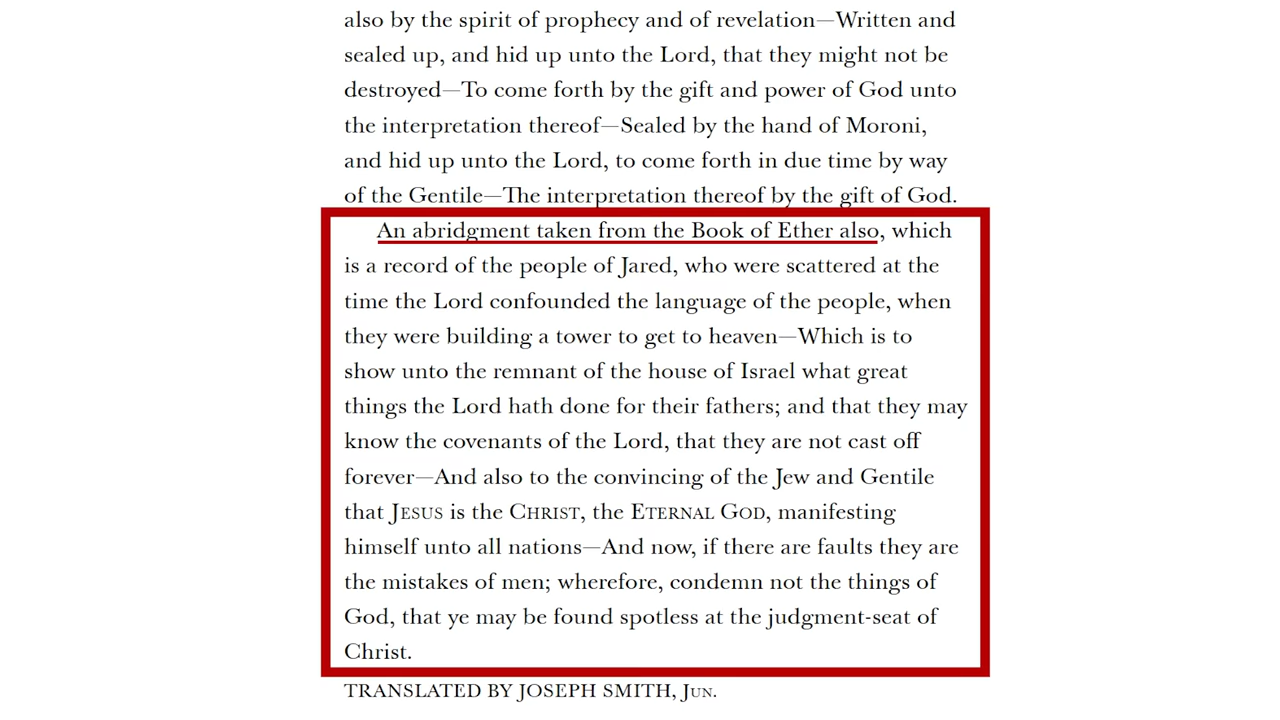 also by the spirit of prophecy and of revelation—Written and
sealed up, and hid up unto the Lord, that they might not be
destroyed—To come forth by the gift and power of God unto
the interpretation thereof—Sealed by the hand of Moroni,
and hid up unto the Lord, to come forth in due time by way
of the Gentile—The interpretation thereof by the gift of God.
An abridgment taken from the Book of Ether also, which
is a record of the people of Jared, who were scattered at the
time the Lord confounded the language of the people, when
they were building a tower to get to heaven—Which is to
show unto the remnant of the house of Israel what great
things the Lord hath done for their fathers; and that they may
know the covenants of the Lord, that they are not cast off
forever—And also to the convincing of the Jew and Gentile
that JESUS is the CHRIST, the ETERNAL GOD, manifesting
himself unto all nations—And now, if there are faults they are
the mistakes of men; wherefore, condemn not the things of
God, that ye may be found spotless at the judgment-seat of
Christ.
TRANSLATED BY JOSEPH SMITH, JUN.